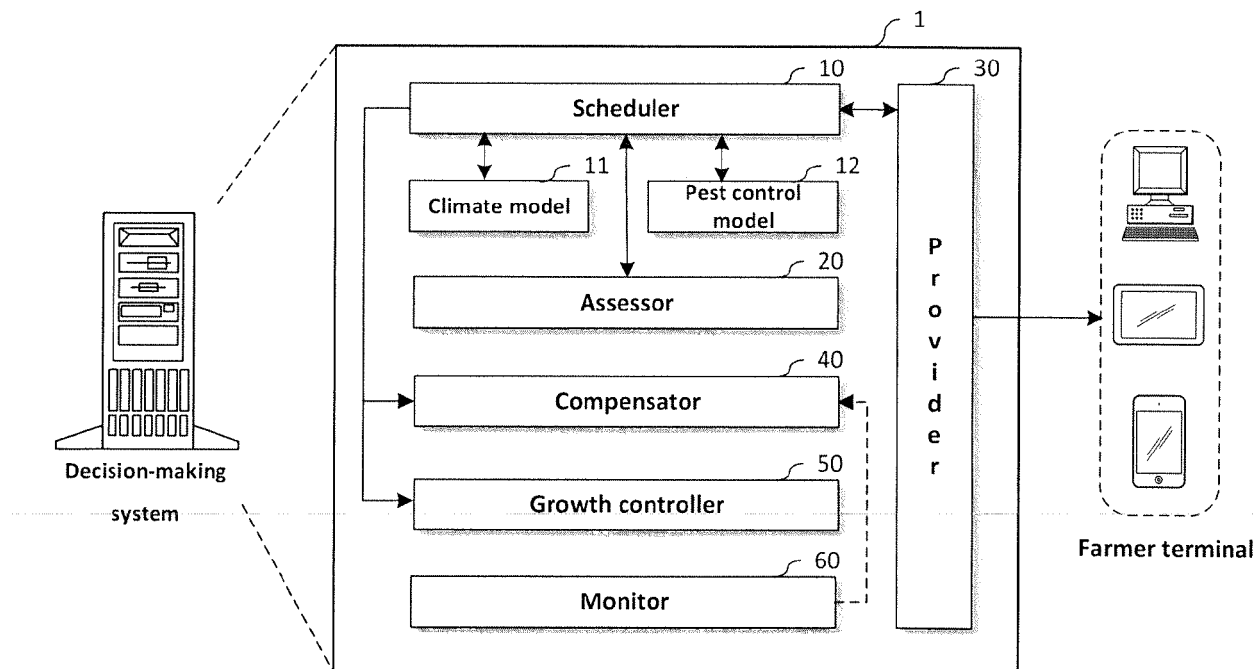 1
10
30
Scheduler
11
12
Climate model
Pest control
model
20
Assessor
Provider
40
Compensator
50
Growth controller
60
Monitor
Decision-making
system
Farmer terminal